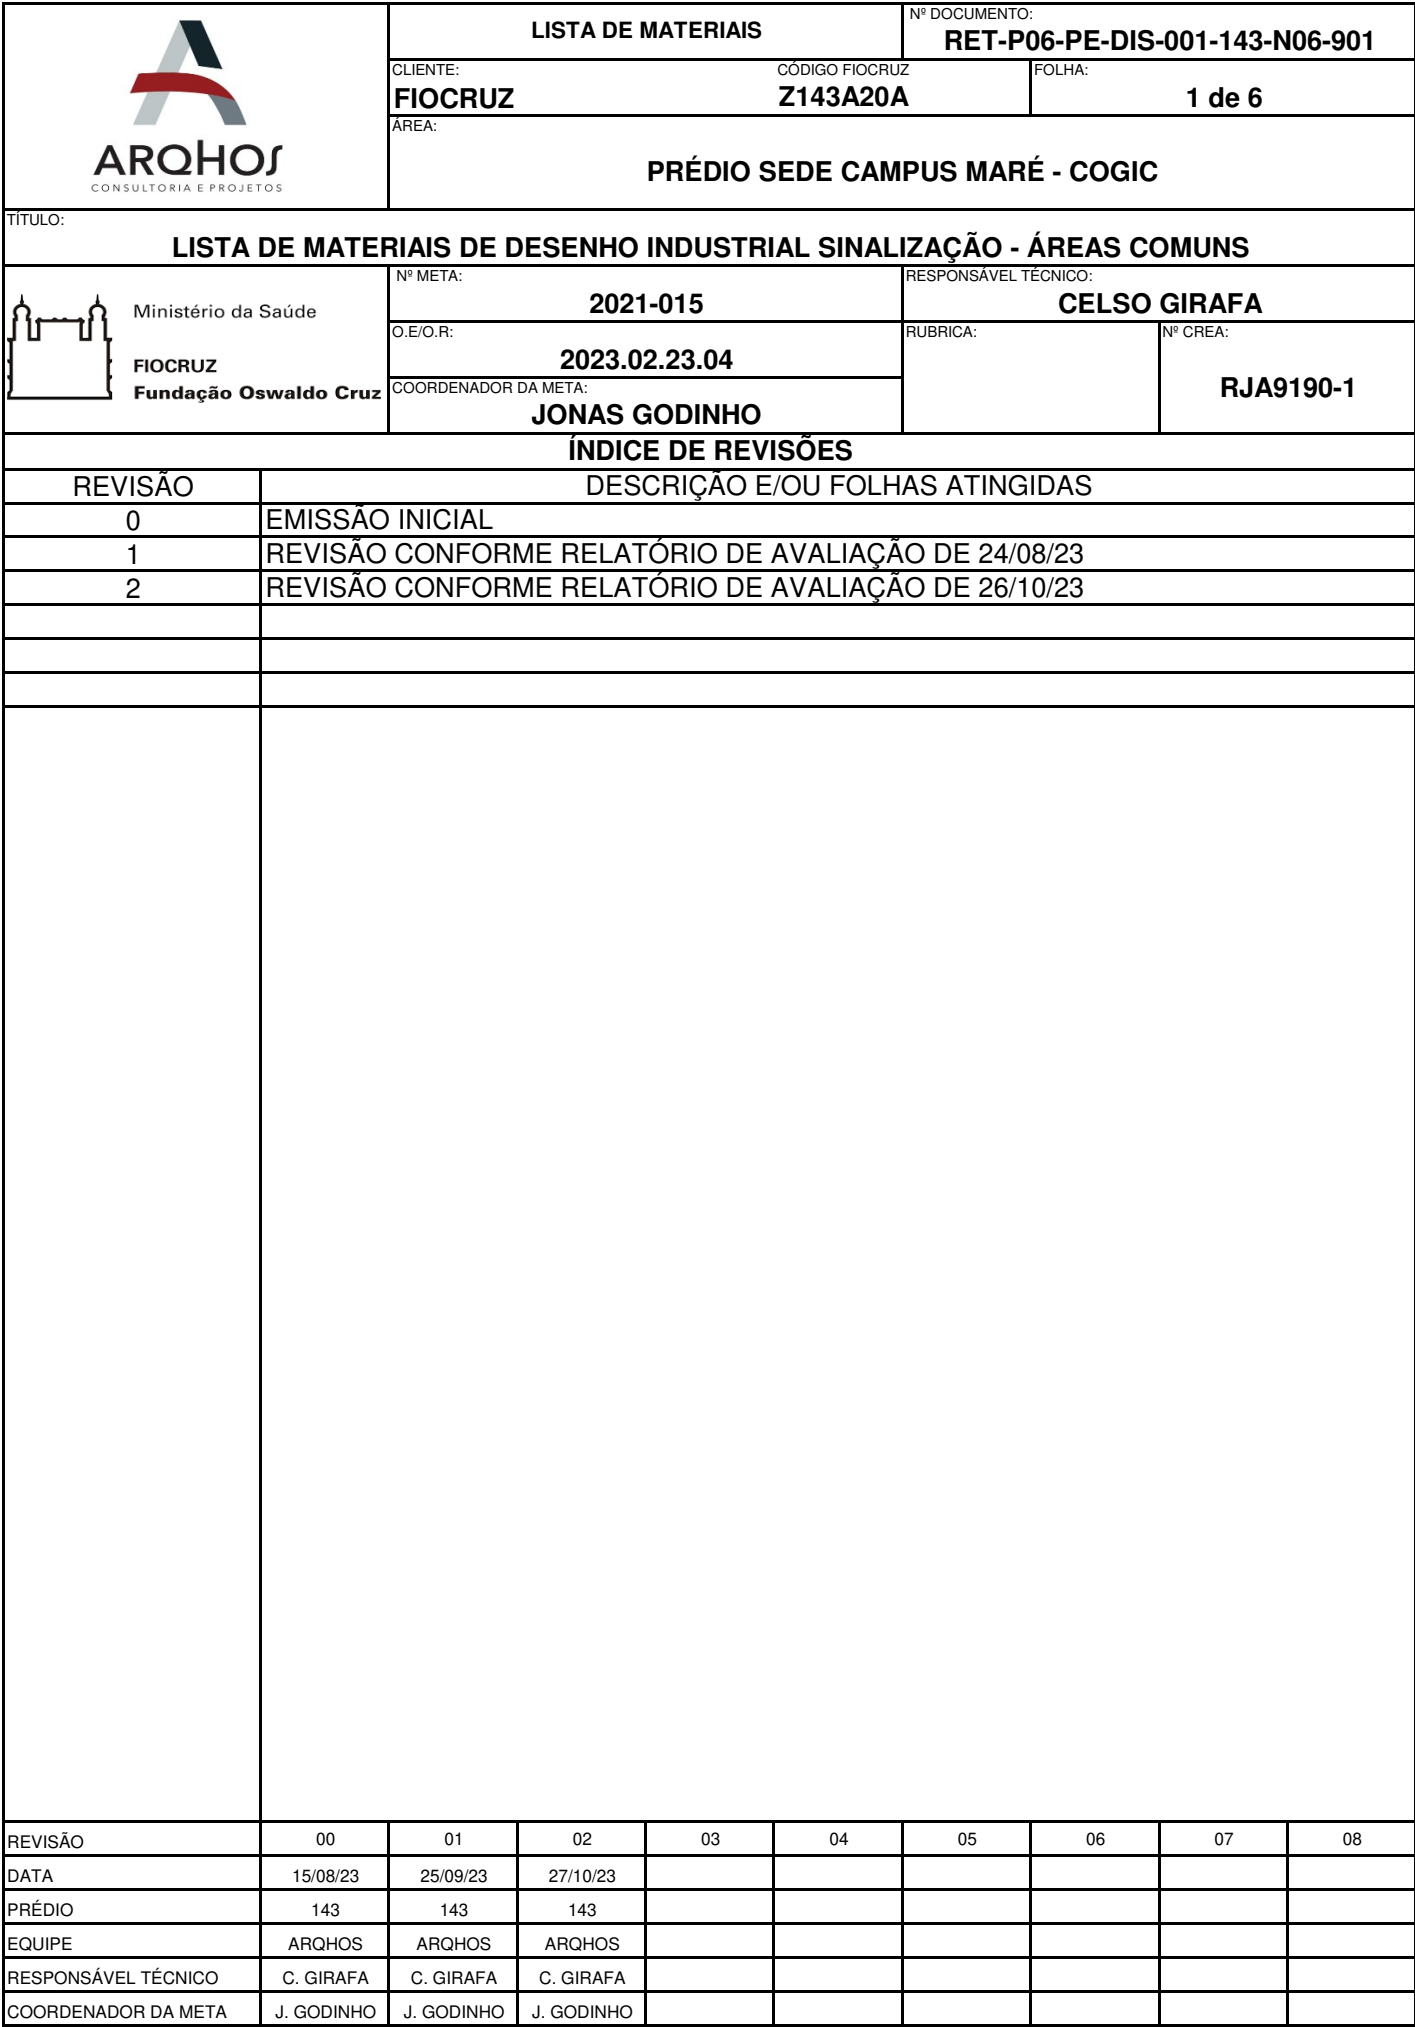 ARQHOS
CONSULTORIA E PROJETOS
LISTA DE MATERIAIS
Nº DOCUMENTO:
RET-P06-PE-DIS-001-143-N06-901
CLIENTE:
FIOCRUZ
CÓDIGO FIOCRUZ
Z143A20A
FOLHA:
1 de 6
ÁREA:
PRÉDIO SEDE CAMPUS MARÉ - COGIC
TÍTULO:
LISTA DE MATERIAIS DE DESENHO INDUSTRIAL SINALIZAÇÃO - ÁREAS COMUNS
Ministério da Saúde
FIOCRUZ
Fundação Oswaldo Cruz
Nº META:
2021-015
RESPONSÁVEL TÉCNICO:
CELSO GIRAFA
O.E/O.R:
2023.02.23.04
RUBRICA:
Nº CREA:
RJA9190-1
COORDENADOR DA META:
JONAS GODINHO
ÍNDICE DE REVISÕES
REVISÃO DESCRIÇÃO E/OU FOLHAS ATINGIDAS
0 EMISSÃO INICIAL
1 REVISÃO CONFORME RELATÓRIO DE AVALIAÇÃO DE 24/08/23
2 REVISÃO CONFORME RELATÓRIO DE AVALIAÇÃO DE 26/10/23
REVISÃO 00 01 02 03 04 05 06 07 08
DATA 15/08/23 25/09/23 27/10/23
PRÉDIO 143 143 143
EQUIPE ARQHOS ARQHOS ARQHOS
RESPONSÁVEL TÉCNICO C. GIRAFA C. GIRAFA C. GIRAFA
COORDENADOR DA META J. GODINHO J. GODINHO J. GODINHO